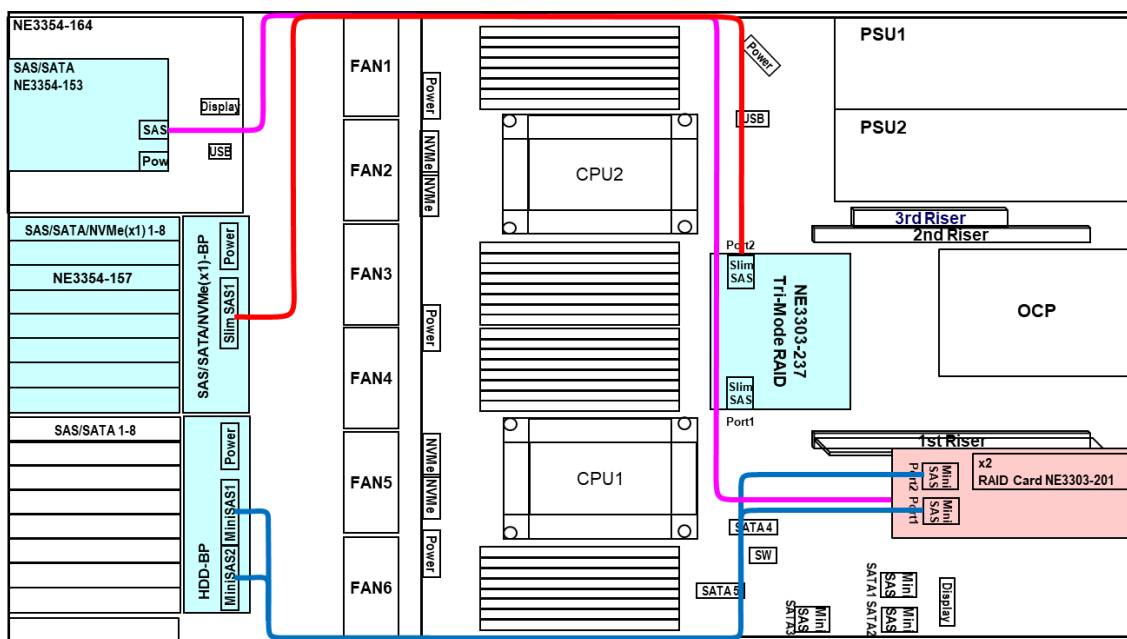 NE3354-164
SAS/SATA
NE3354-153
SAS
Pow
Display
USB
SAS/SATA/NVMe(x1) 1-8
NE3354-157
SAS/SATA/NVMe(x1)-BP
Power
Slim SAS1
SAS/SATA 1-8
HDD-BP
Power
MiniSAS1
MiniSAS2
FAN1
FAN2
FAN3
FAN4
FAN5
FAN6
Power
NVMe
NVMe
Power
NVMe
NVMe
Power
CPU2
CPU1
Power
USB
Port2
Slim
SAS
NE3303-237
Tri-Mode RAID
Slim
SAS
Port1
PSU1
PSU2
3rd Riser
2nd Riser
OCP
1st Riser
x2
RAID Card NE3303-201
Port2
Mini
SAS
Port1
Mini
SAS
SATA4
SW
SATA5
SATA1
Mini
SAS
SATA2
Mini
SAS
SATA3
Mini
SAS
Display